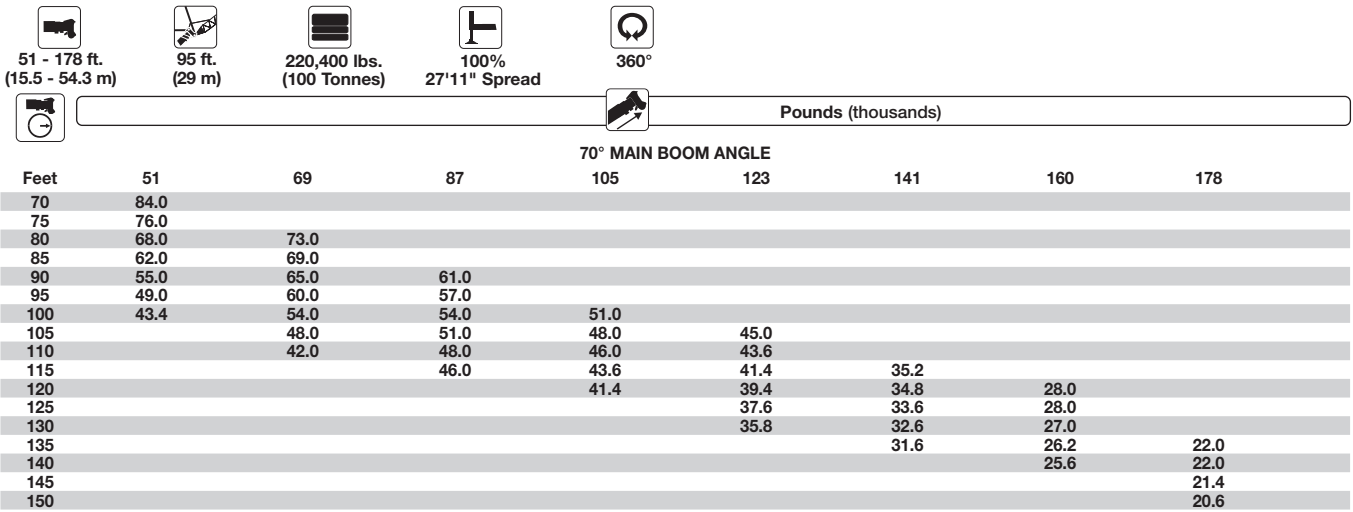 51 - 178 ft. 95 ft. 220,400 lbs. 100% 360°
(15.5 - 54.3 m) (29 m) (100 Tonnes) 27'11" Spread
Pounds (thousands)
70° MAIN BOOM ANGLE
Feet 51 69 87 105 123 141 160 178
70 84.0
75 76.0
80 68.0 73.0
85 62.0 69.0
90 55.0 65.0 61.0
95 49.0 60.0 57.0
100 43.4 54.0 54.0 51.0
105 48.0 51.0 48.0 45.0
110 42.0 48.0 46.0 43.6
115 46.0 43.6 41.4 35.2
120 41.4 39.4 34.8 28.0
125 37.6 33.6 28.0
130 35.8 32.6 27.0
135 31.6 26.2 22.0
140 25.6 22.0
145 21.4
150 20.6